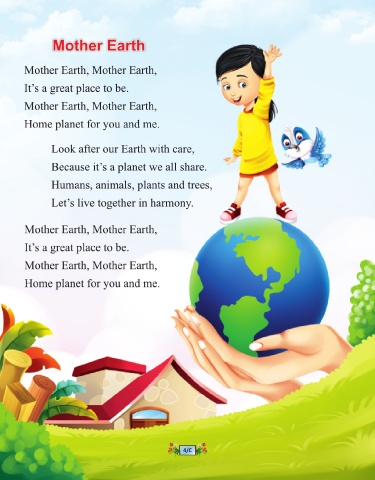 Mother Earth
Mother Earth, Mother Earth,
It's a great place to be.
Mother Earth, Mother Earth,
Home planet for you and me.
Look after our Earth with care,
Because it's a planet we all share.
Humans, animals, plants and trees,
Let's live together in harmony.
Mother Earth, Mother Earth,
It's a great place to be.
Mother Earth, Mother Earth,
Home planet for you and me.